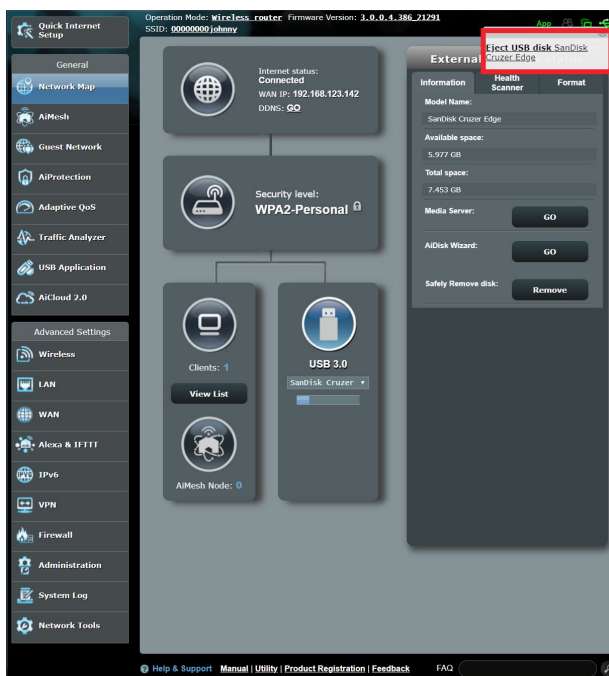 Quick Internet
Setup
Operation Mode: Wireless router Firmware Version: 3.0.0.4.386_21291
SSID: 00000000johnny
App
Eject USB disk SanDisk
Cruzer Edge
General
Network Map
AiMesh
Guest Network
AiProtection
Adaptive QoS
Traffic Analyzer
USB Application
AiCloud 2.0
Advanced Settings
Wireless
LAN
WAN
Alexa & IFTTT
IPv6
VPN
Firewall
Administration
System Log
Network Tools
Internet status:
Connected
WAN IP: 192.168.123.142
DDNS: GO
Security level:
WPA2-Personal
Clients: 1
View List
AiMesh Node: 0
USB 3.0
SanDisk Cruzer
External
Information
Health
Scanner
Format
Model Name:
SanDisk Cruzer Edge
Available space:
5.977 GB
Total space:
7.453 GB
Media Server:
GO
AiDisk Wizard:
GO
Safely Remove disk:
Remove
Help & Support Manual | Utility | Product Registration | Feedback
FAQ